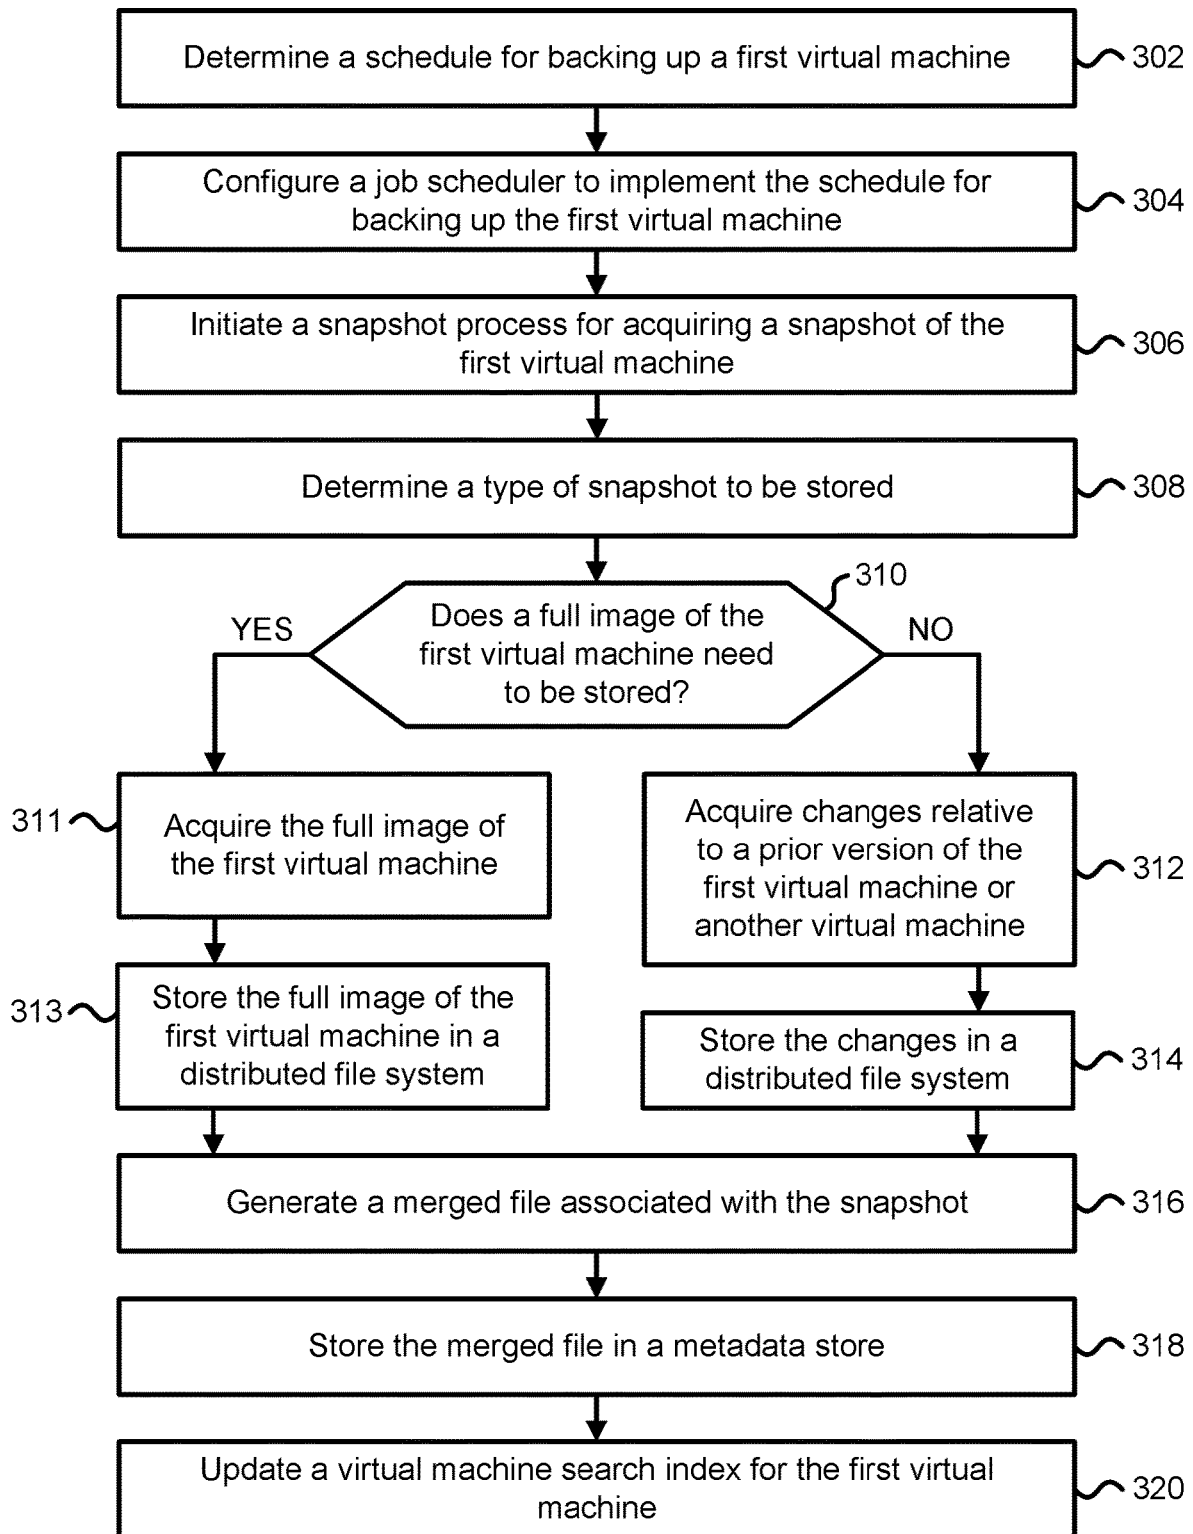 Determine a schedule for backing up a first virtual machine
302
Configure a job scheduler to implement the schedule for
backing up the first virtual machine
304
Initiate a snapshot process for acquiring a snapshot of the
first virtual machine
306
Determine a type of snapshot to be stored
308
310
Does a full image of the
first virtual machine need
to be stored?
YES
NO
311
Acquire the full image of
the first virtual machine
Acquire changes relative
to a prior version of the
first virtual machine or
another virtual machine
312
313
Store the full image of the
first virtual machine in a
distributed file system
Store the changes in a
distributed file system
314
Generate a merged file associated with the snapshot
316
Store the merged file in a metadata store
318
Update a virtual machine search index for the first virtual
machine
320